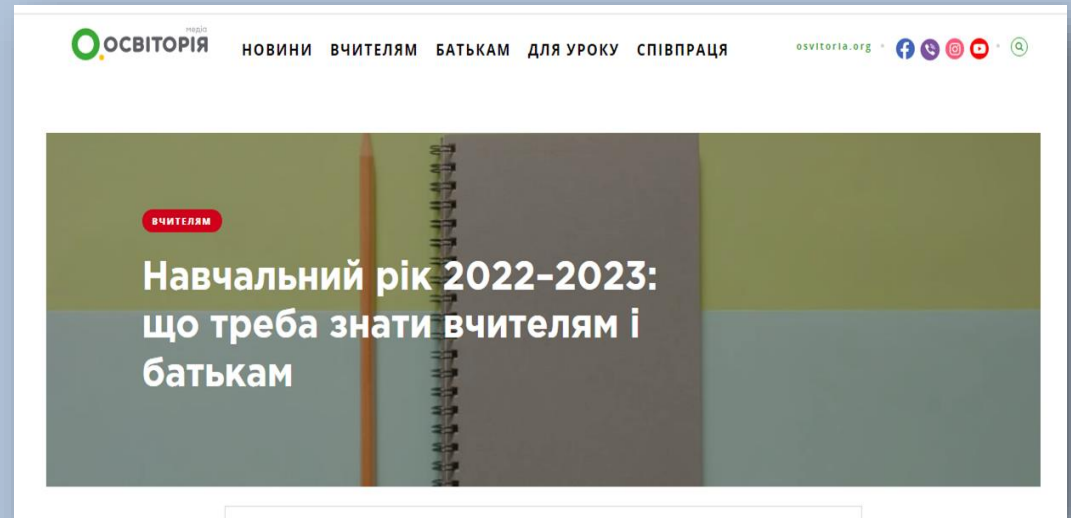 медіа
ОСВІТОРІЯ
НОВИНИ ВЧИТЕЛЯМ БАТЬКАМ ДЛЯ УРОКУ СПІВПРАЦЯ
osvitoria.org
ВЧИТЕЛЯМ
Навчальний рік 2022–2023:
що треба знати вчителям і
батькам